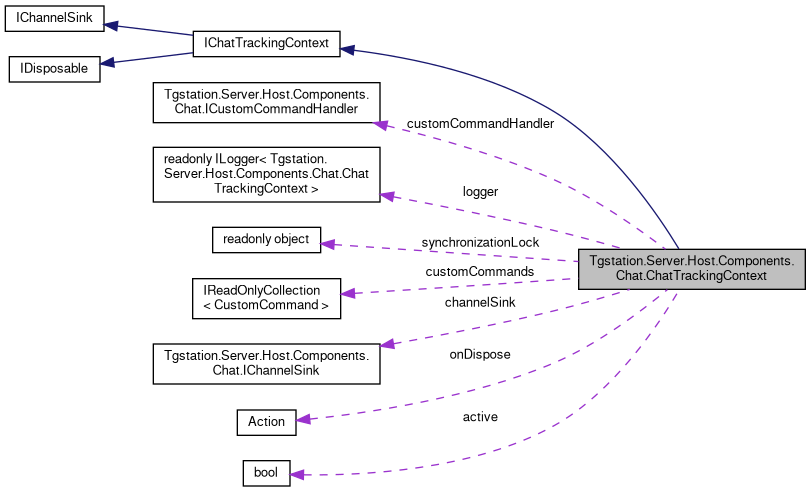 IChannelSink
IDisposable
IChatTrackingContext
Tgstation.Server.Host.Components.
Chat.ICustomCommandHandler
customCommandHandler
readonly ILogger< Tgstation.
Server.Host.Components.Chat.Chat
TrackingContext >
logger
readonly object
synchronizationLock
IReadOnlyCollection
< CustomCommand >
customCommands
channelSink
Tgstation.Server.Host.Components.
Chat.IChannelSink
onDispose
Action
active
bool
Tgstation.Server.Host.Components.
Chat.ChatTrackingContext